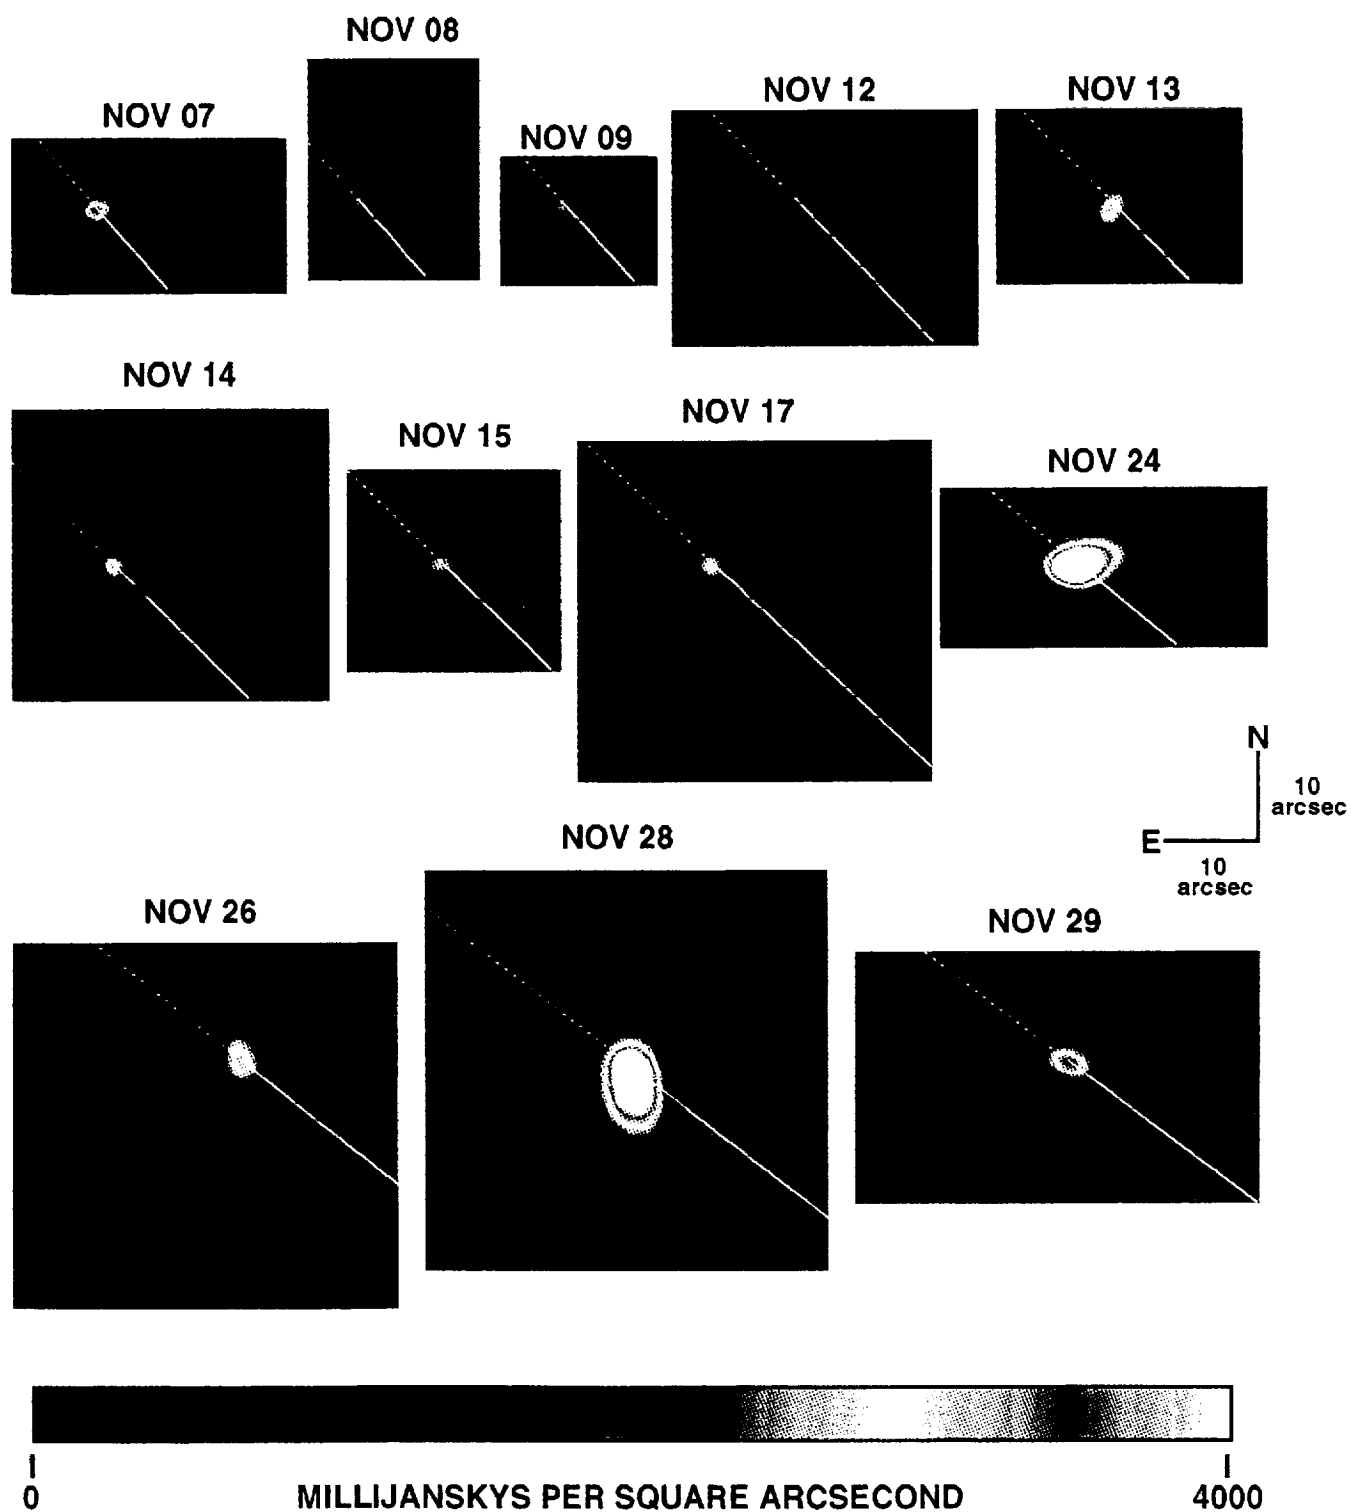 NOV 08
NOV 07
NOV 09
NOV 12
NOV 13
NOV 14
NOV 15
NOV 17
NOV 24
N
10
arcsec
E
10
arcsec
NOV 26
NOV 28
NOV 29
0
MILLIJANSKYS PER SQUARE ARCSECOND
4000